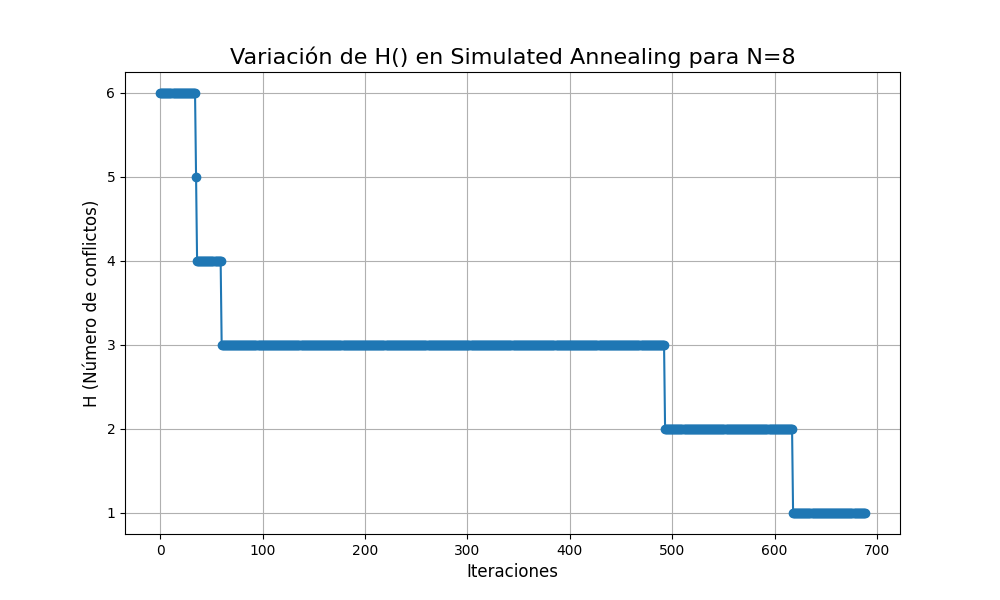 Variación de H() en Simulated Annealing para N=8
H (Número de conflictos)
6
5
4
3
2
1
0 100 200 300 400 500 600 700
Iteraciones